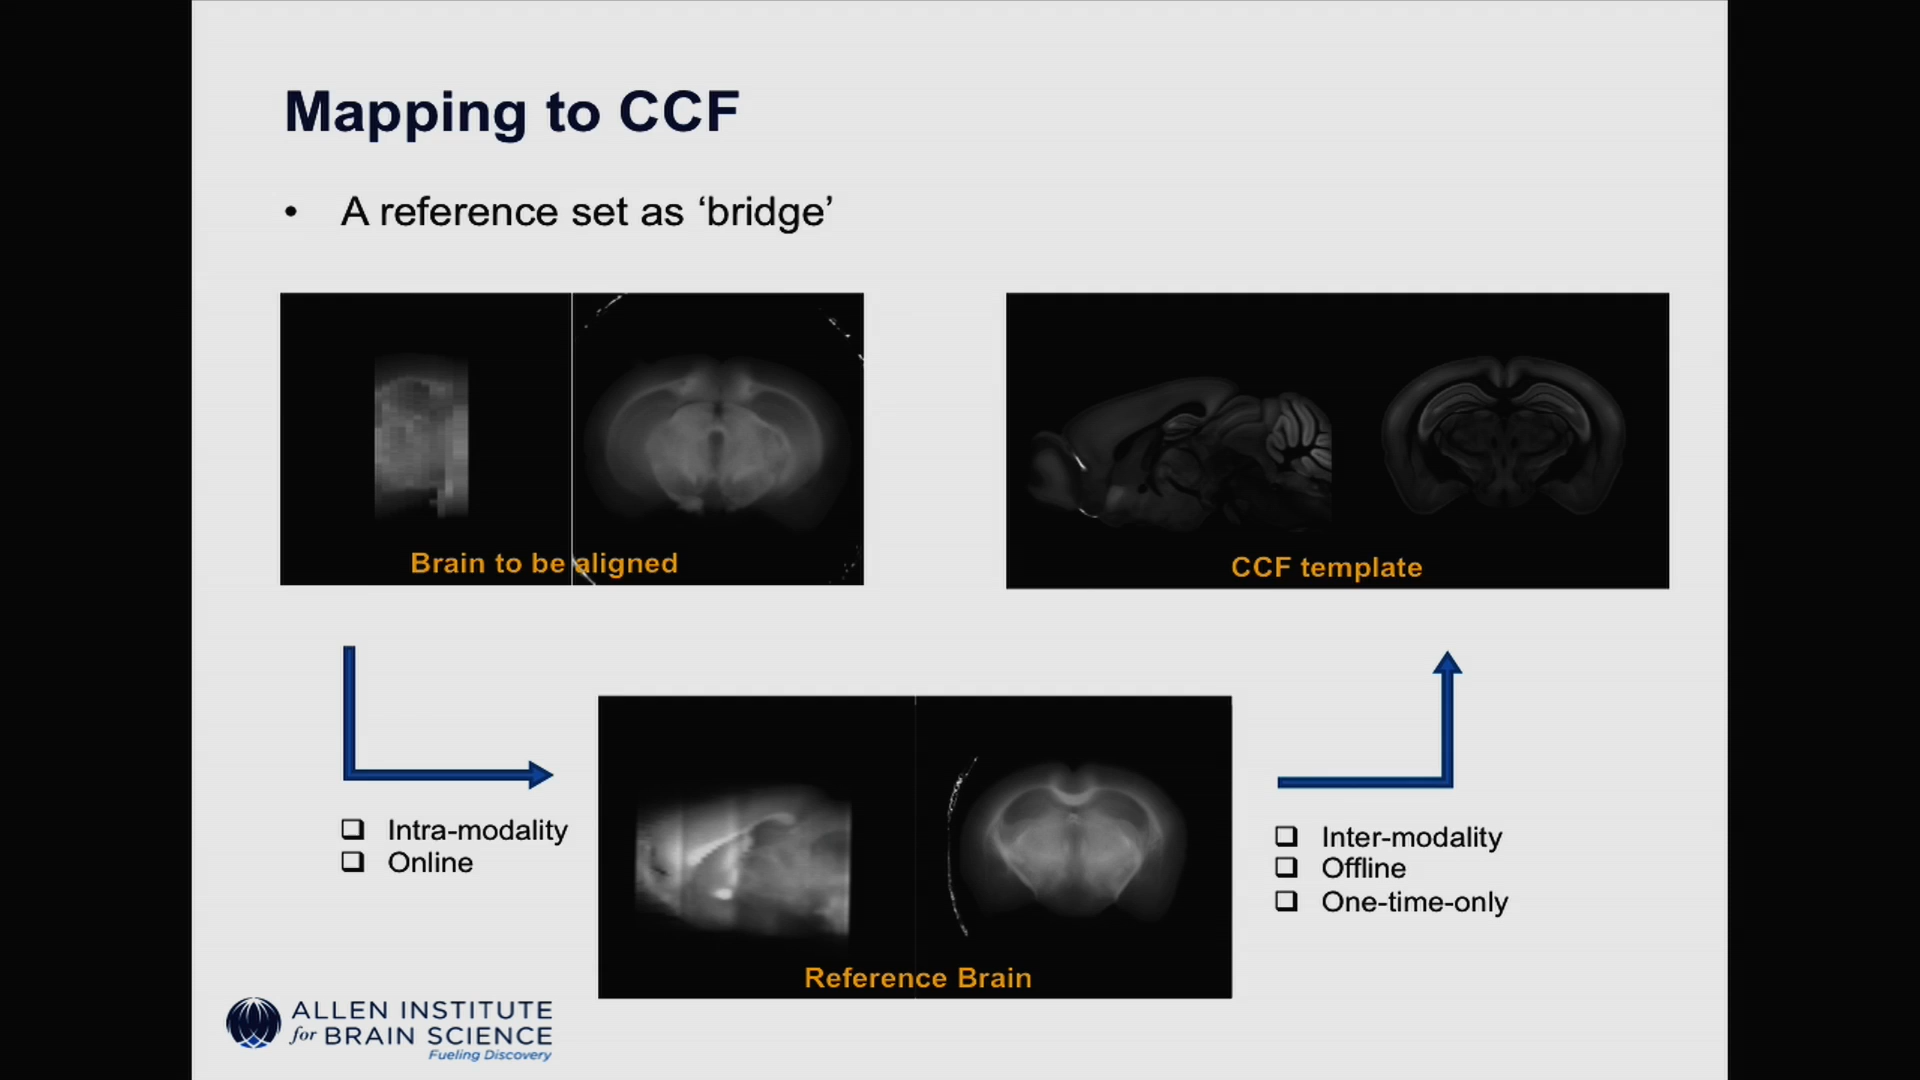 Mapping to CCF
• A reference set as ‘bridge’
Brain to be aligned
CCF template
❑ Intra-modality
❑ Online
❑ Inter-modality
❑ Offline
❑ One-time-only
Reference Brain
ALLEN INSTITUTE
for BRAIN SCIENCE
Fueling Discovery